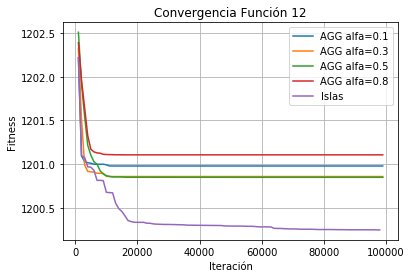 Convergencia Función 12
1202.5
1202.0
1201.5
1201.0
1200.5
Fitness
AGG alfa=0.1
AGG alfa=0.3
AGG alfa=0.5
AGG alfa=0.8
Islas
0
20000
40000
60000
80000
100000
Iteración